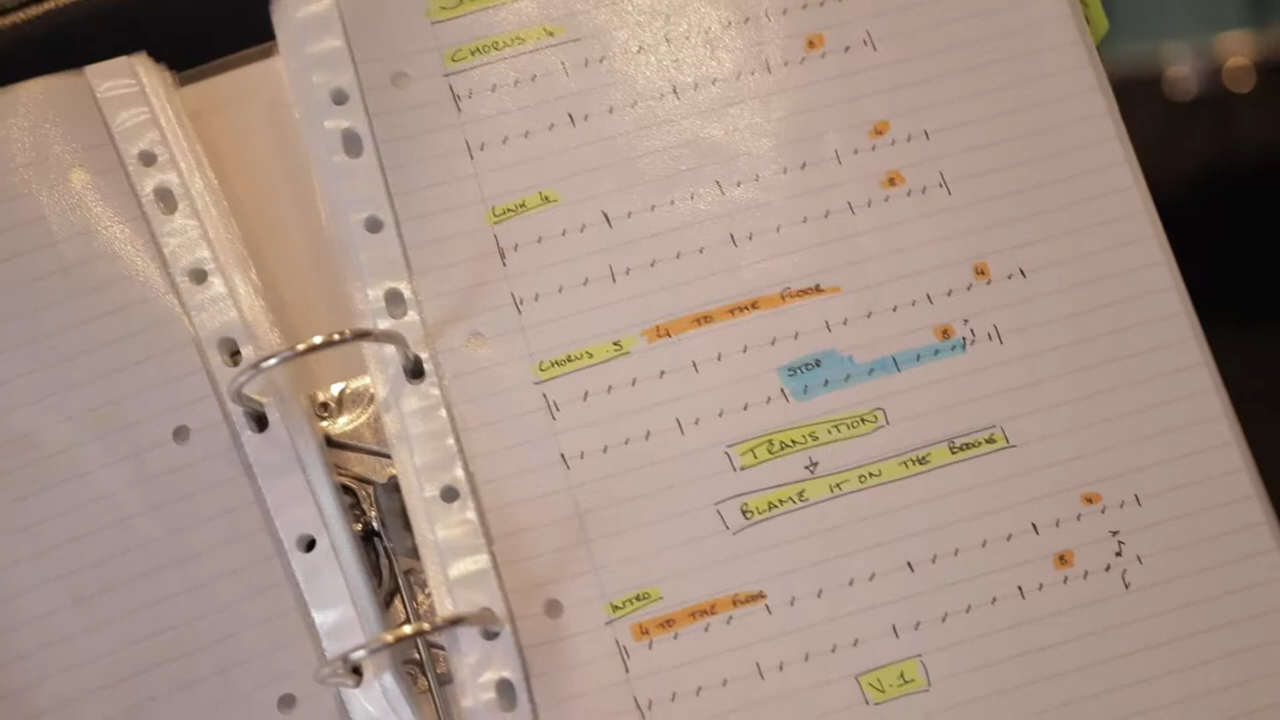 CHORUS.4
8
4
LINK 4
8
4
CHORUS.5 4 TO THE FLOOR
8
STOP
TRANSITION
BLAME IT ON THE BOOGIE
4
INTRO
8
4 TO THE FLOOR
V.1